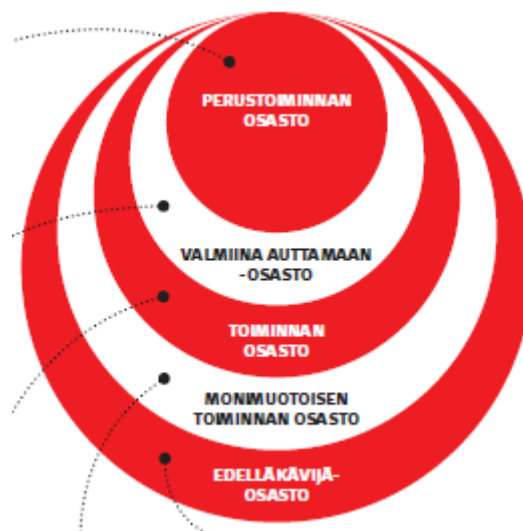 PERUSTOIMINNAN
OSASTO
VALMIINA AUTTAMAAN
-OSASTO
TOIMINNAN
OSASTO
MONIMUOTOISEN
TOIMINNAN OSASTO
EDELLÄKÄVIJÄ-
OSASTO